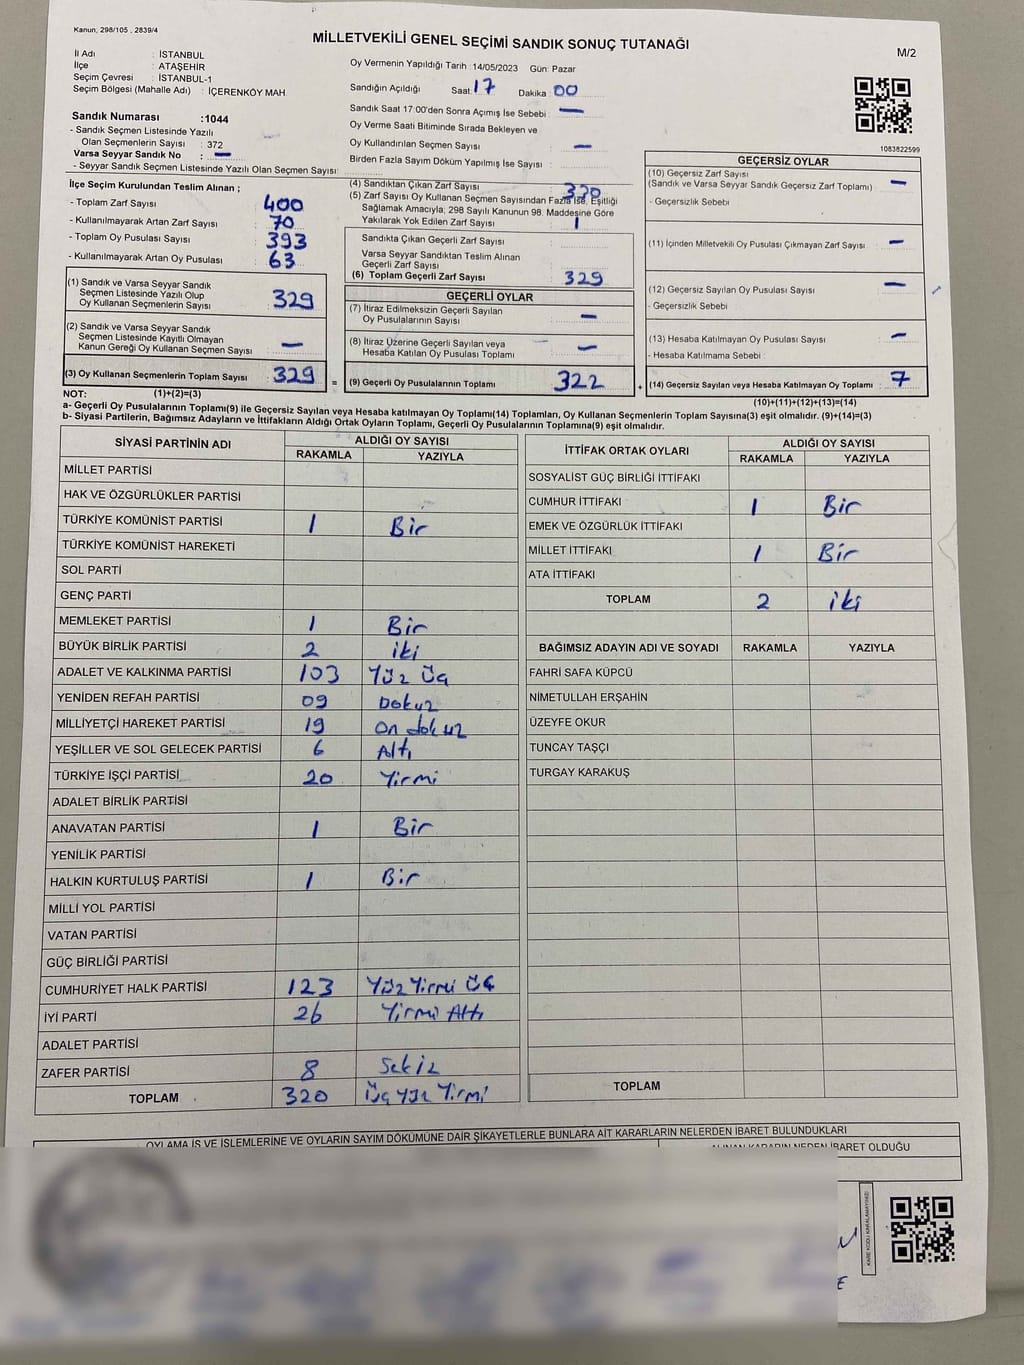 Kanun, 298/105 , 2839/4
MİLLETVEKİLİ GENEL SEÇİMİ SANDIK SONUÇ TUTANAĞI
M/2
İl Adı : İSTANBUL
İlçe : ATAŞEHİR
Seçim Çevresi : İSTANBUL-1
Seçim Bölgesi (Mahalle Adı) : İÇERENKÖY MAH.
Sandık Numarası :1044
- Sandık Seçmen Listesinde Yazılı
Olan Seçmenlerin Sayısı : 372
Varsa Seyyar Sandık No : —
- Seyyar Sandık Seçmen Listesinde Yazılı Olan Seçmen Sayısı:
Oy Vermenin Yapıldığı Tarih :14/05/2023 Gün: Pazar
Sandığın Açıldığı Saat: 17 Dakika : 00
Sandık Saat 17:00'den Sonra Açımış İse Sebebi : —
Oy Verme Saati Bitiminde Sırada Bekleyen ve
Oy Kullandırılan Seçmen Sayısı : —
Birden Fazla Sayım Döküm Yapılmış İse Sayısı :
1083822599
İlçe Seçim Kurulundan Teslim Alınan ;
- Toplam Zarf Sayısı : 400
- Kullanılmayarak Artan Zarf Sayısı : 70
- Toplam Oy Pusulası Sayısı : 393
- Kullanılmayarak Artan Oy Pusulası : 63
(1) Sandık ve Varsa Seyyar Sandık
Seçmen Listesinde Yazılı Olup
Oy Kullanan Seçmenlerin Sayısı : 329
(2) Sandık ve Varsa Seyyar Sandık
Seçmen Listesinde Kayıtlı Olmayan
Kanun Gereği Oy Kullanan Seçmen Sayısı : —
(3) Oy Kullanan Seçmenlerin Toplam Sayısı : 329 =
(4) Sandıktan Çıkan Zarf Sayısı : 330
(5) Zarf Sayısı Oy Kullanan Seçmen Sayısından Fazla İse, Eşitliği
Sağlamak Amacıyla; 298 Sayılı Kanunun 98. Maddesine Göre
Yakılarak Yok Edilen Zarf Sayısı : 1
Sandıkta Çıkan Geçerli Zarf Sayısı :
Varsa Seyyar Sandıktan Teslim Alınan
Geçerli Zarf Sayısı :
(6) Toplam Geçerli Zarf Sayısı : 329
GEÇERLİ OYLAR
(7) İtiraz Edilmeksizin Geçerli Sayılan
Oy Pusulalarının Sayısı : —
(8) İtiraz Üzerine Geçerli Sayılan veya
Hesaba Katılan Oy Pusulası Toplamı : —
(9) Geçerli Oy Pusulalarının Toplamı : 322 +
GEÇERSİZ OYLAR
(10) Geçersiz Zarf Sayısı
(Sandık ve Varsa Seyyar Sandık Geçersiz Zarf Toplamı) : —
- Geçersizlik Sebebi :
(11) İçinden Milletvekili Oy Pusulası Çıkmayan Zarf Sayısı : —
(12) Geçersiz Sayılan Oy Pusulası Sayısı : —
- Geçersizlik Sebebi :
(13) Hesaba Katılmayan Oy Pusulası Sayısı : —
- Hesaba Katılmama Sebebi :
(14) Geçersiz Sayılan veya Hesaba Katılmayan Oy Toplamı : 7
NOT: (1)+(2)=(3) (10)+(11)+(12)+(13)=(14)
a- Geçerli Oy Pusulalarının Toplamı(9) ile Geçersiz Sayılan veya Hesaba katılmayan Oy Toplamı(14) Toplamları, Oy Kullanan Seçmenlerin Toplam Sayısına(3) eşit olmalıdır. (9)+(14)=(3)
b- Siyasi Partilerin, Bağımsız Adayların ve İttifakların Aldığı Ortak Oyların Toplamı, Geçerli Oy Pusulalarının Toplamına(9) eşit olmalıdır.
SİYASİ PARTİNİN ADI ALDIĞI OY SAYISI
RAKAMLA YAZIYLA
MİLLET PARTİSİ
HAK VE ÖZGÜRLÜKLER PARTİSİ
TÜRKİYE KOMÜNİST PARTİSİ 1 Bir
TÜRKİYE KOMÜNİST HAREKETİ
SOL PARTİ
GENÇ PARTİ
MEMLEKET PARTİSİ 1 Bir
BÜYÜK BİRLİK PARTİSİ 2 iki
ADALET VE KALKINMA PARTİSİ 103 Yüz Üç
YENİDEN REFAH PARTİSİ 09 Dokuz
MİLLİYETÇİ HAREKET PARTİSİ 19 On dokuz
YEŞİLLER VE SOL GELECEK PARTİSİ 6 Altı
TÜRKİYE İŞÇİ PARTİSİ 20 Yirmi
ADALET BİRLİK PARTİSİ
ANAVATAN PARTİSİ 1 Bir
YENİLİK PARTİSİ
HALKIN KURTULUŞ PARTİSİ 1 Bir
MİLLİ YOL PARTİSİ
VATAN PARTİSİ
GÜÇ BİRLİĞİ PARTİSİ
CUMHURİYET HALK PARTİSİ 123 Yüz Yirmi Üç
İYİ PARTİ 26 Yirmi Altı
ADALET PARTİSİ
ZAFER PARTİSİ 8 Sekiz
TOPLAM 320 Üç yüz Yirmi
İTTİFAK ORTAK OYLARI ALDIĞI OY SAYISI
RAKAMLA YAZIYLA
SOSYALİST GÜÇ BİRLİĞİ İTTİFAKI
CUMHUR İTTİFAKI 1 Bir
EMEK VE ÖZGÜRLÜK İTTİFAKI
MİLLET İTTİFAKI 1 Bir
ATA İTTİFAKI
TOPLAM 2 iki
BAĞIMSIZ ADAYIN ADI VE SOYADI RAKAMLA YAZIYLA
FAHRİ SAFA KÜPCÜ
NİMETULLAH ERŞAHİN
ÜZEYFE OKUR
TUNCAY TAŞÇI
TURGAY KARAKUŞ
TOPLAM
OYLAMA İŞ VE İŞLEMLERİNE VE OYLARIN SAYIM DÖKÜMÜNE DAİR ŞİKAYETLERLE BUNLARA AİT KARARLARIN NELERDEN İBARET BULUNDUKLARI
ALINAN KARARIN NEDEN İBARET OLDUĞU